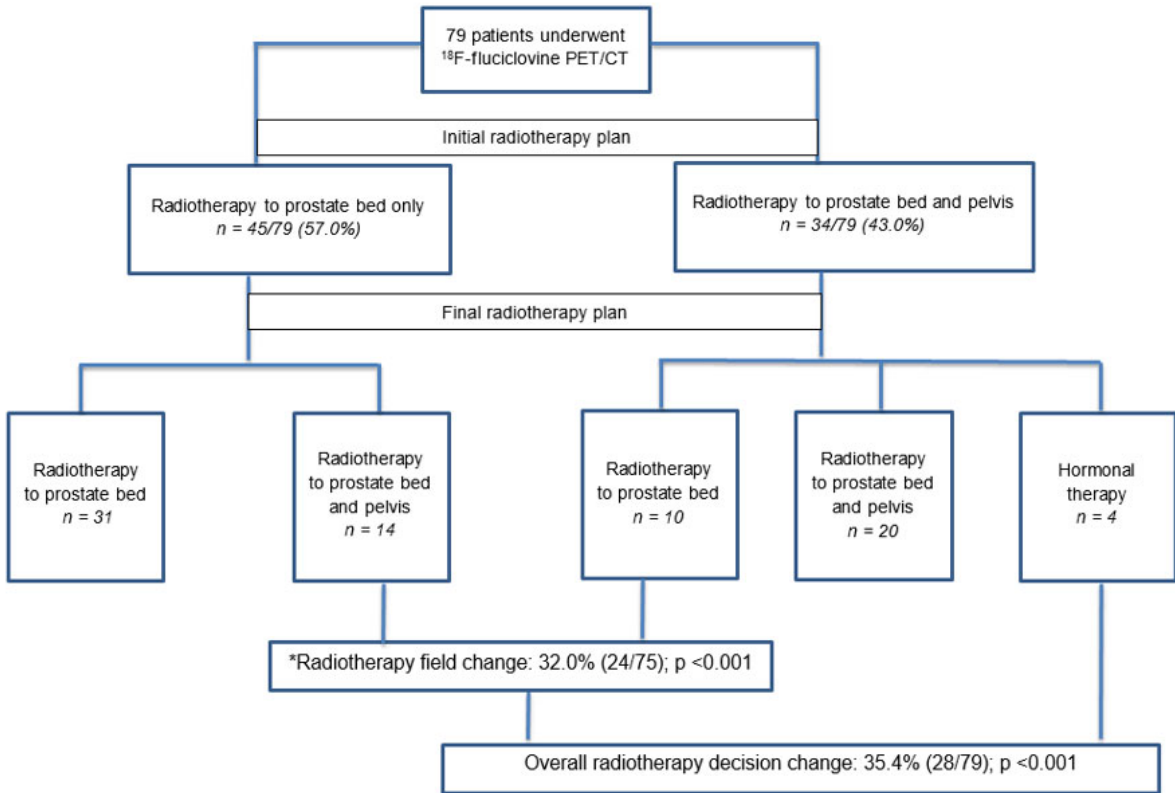 79 patients underwent
¹⁸F-fluciclovine PET/CT
Initial radiotherapy plan
Radiotherapy to prostate bed only
n = 45/79 (57.0%)
Radiotherapy to prostate bed and pelvis
n = 34/79 (43.0%)
Final radiotherapy plan
Radiotherapy
to prostate bed
n = 31
Radiotherapy
to prostate bed
and pelvis
n = 14
Radiotherapy
to prostate bed
n = 10
Radiotherapy
to prostate bed
and pelvis
n = 20
Hormonal
therapy
n = 4
*Radiotherapy field change: 32.0% (24/75); p <0.001
Overall radiotherapy decision change: 35.4% (28/79); p <0.001